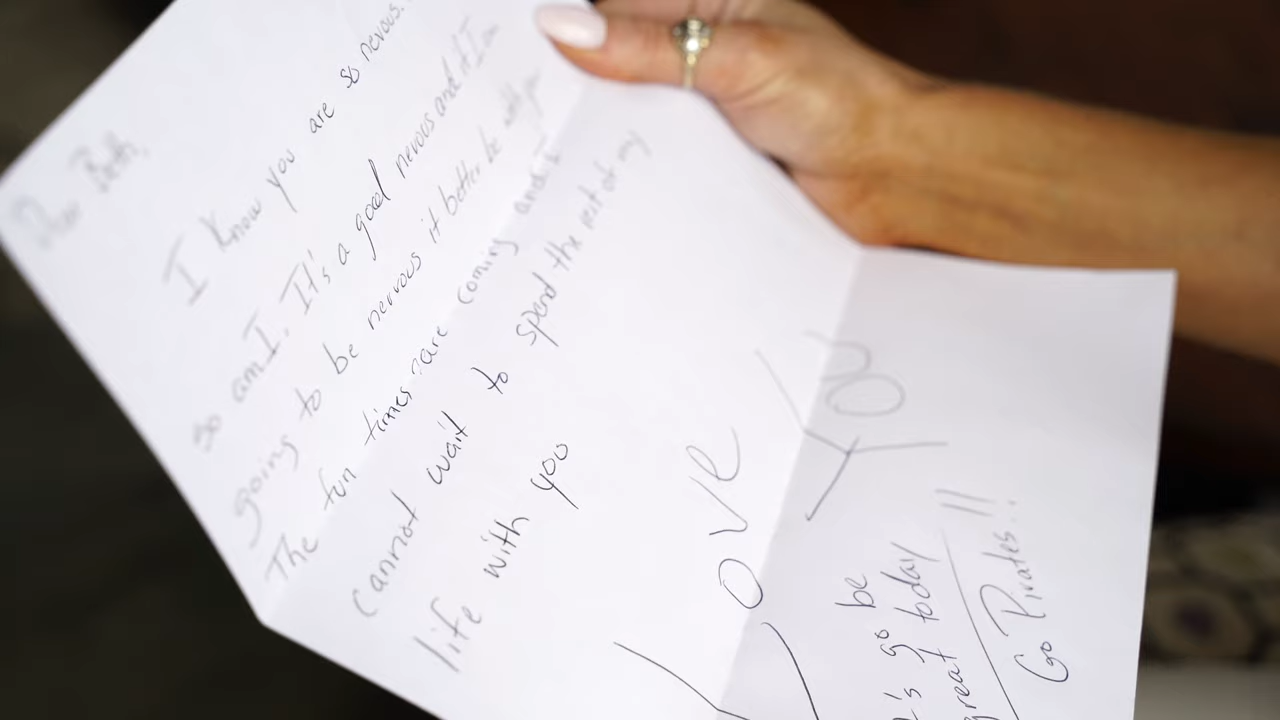 Dear Beth,
I know you are so nervous.
So am I. It's a good nervous and if I am
going to be nervous it better be with you
The fun times are coming and I
cannot wait to spend the rest of my
life with you
Love
You
's go be
great today !!
Go Pirates!!